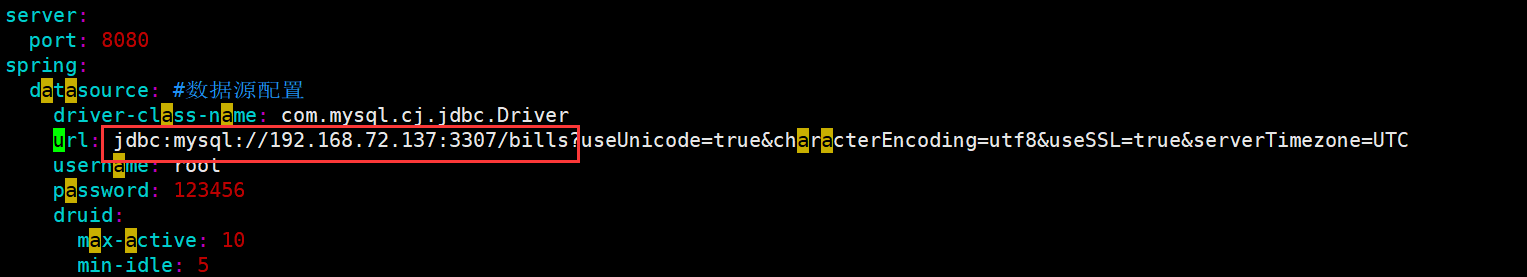 server:
  port: 8080
spring:
  datasource: #数据源配置
    driver-class-name: com.mysql.cj.jdbc.Driver
    url: jdbc:mysql://192.168.72.137:3307/bills?useUnicode=true&characterEncoding=utf8&useSSL=true&serverTimezone=UTC
    username: root
    password: 123456
    druid:
      max-active: 10
      min-idle: 5